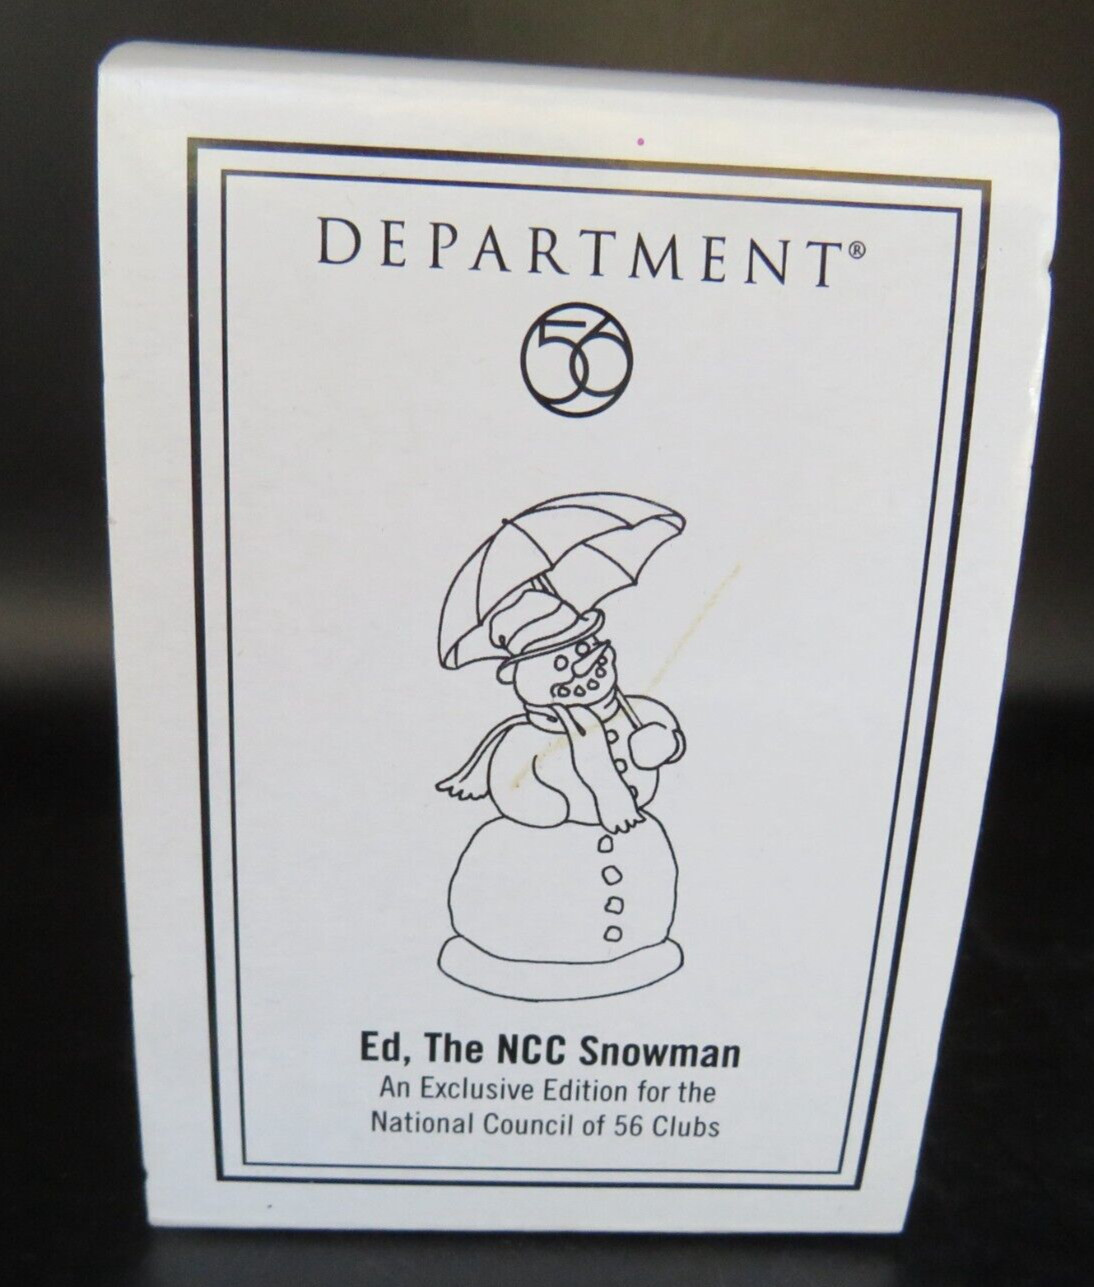 DEPARTMENT®
56
Ed, The NCC Snowman
An Exclusive Edition for the
National Council of 56 Clubs